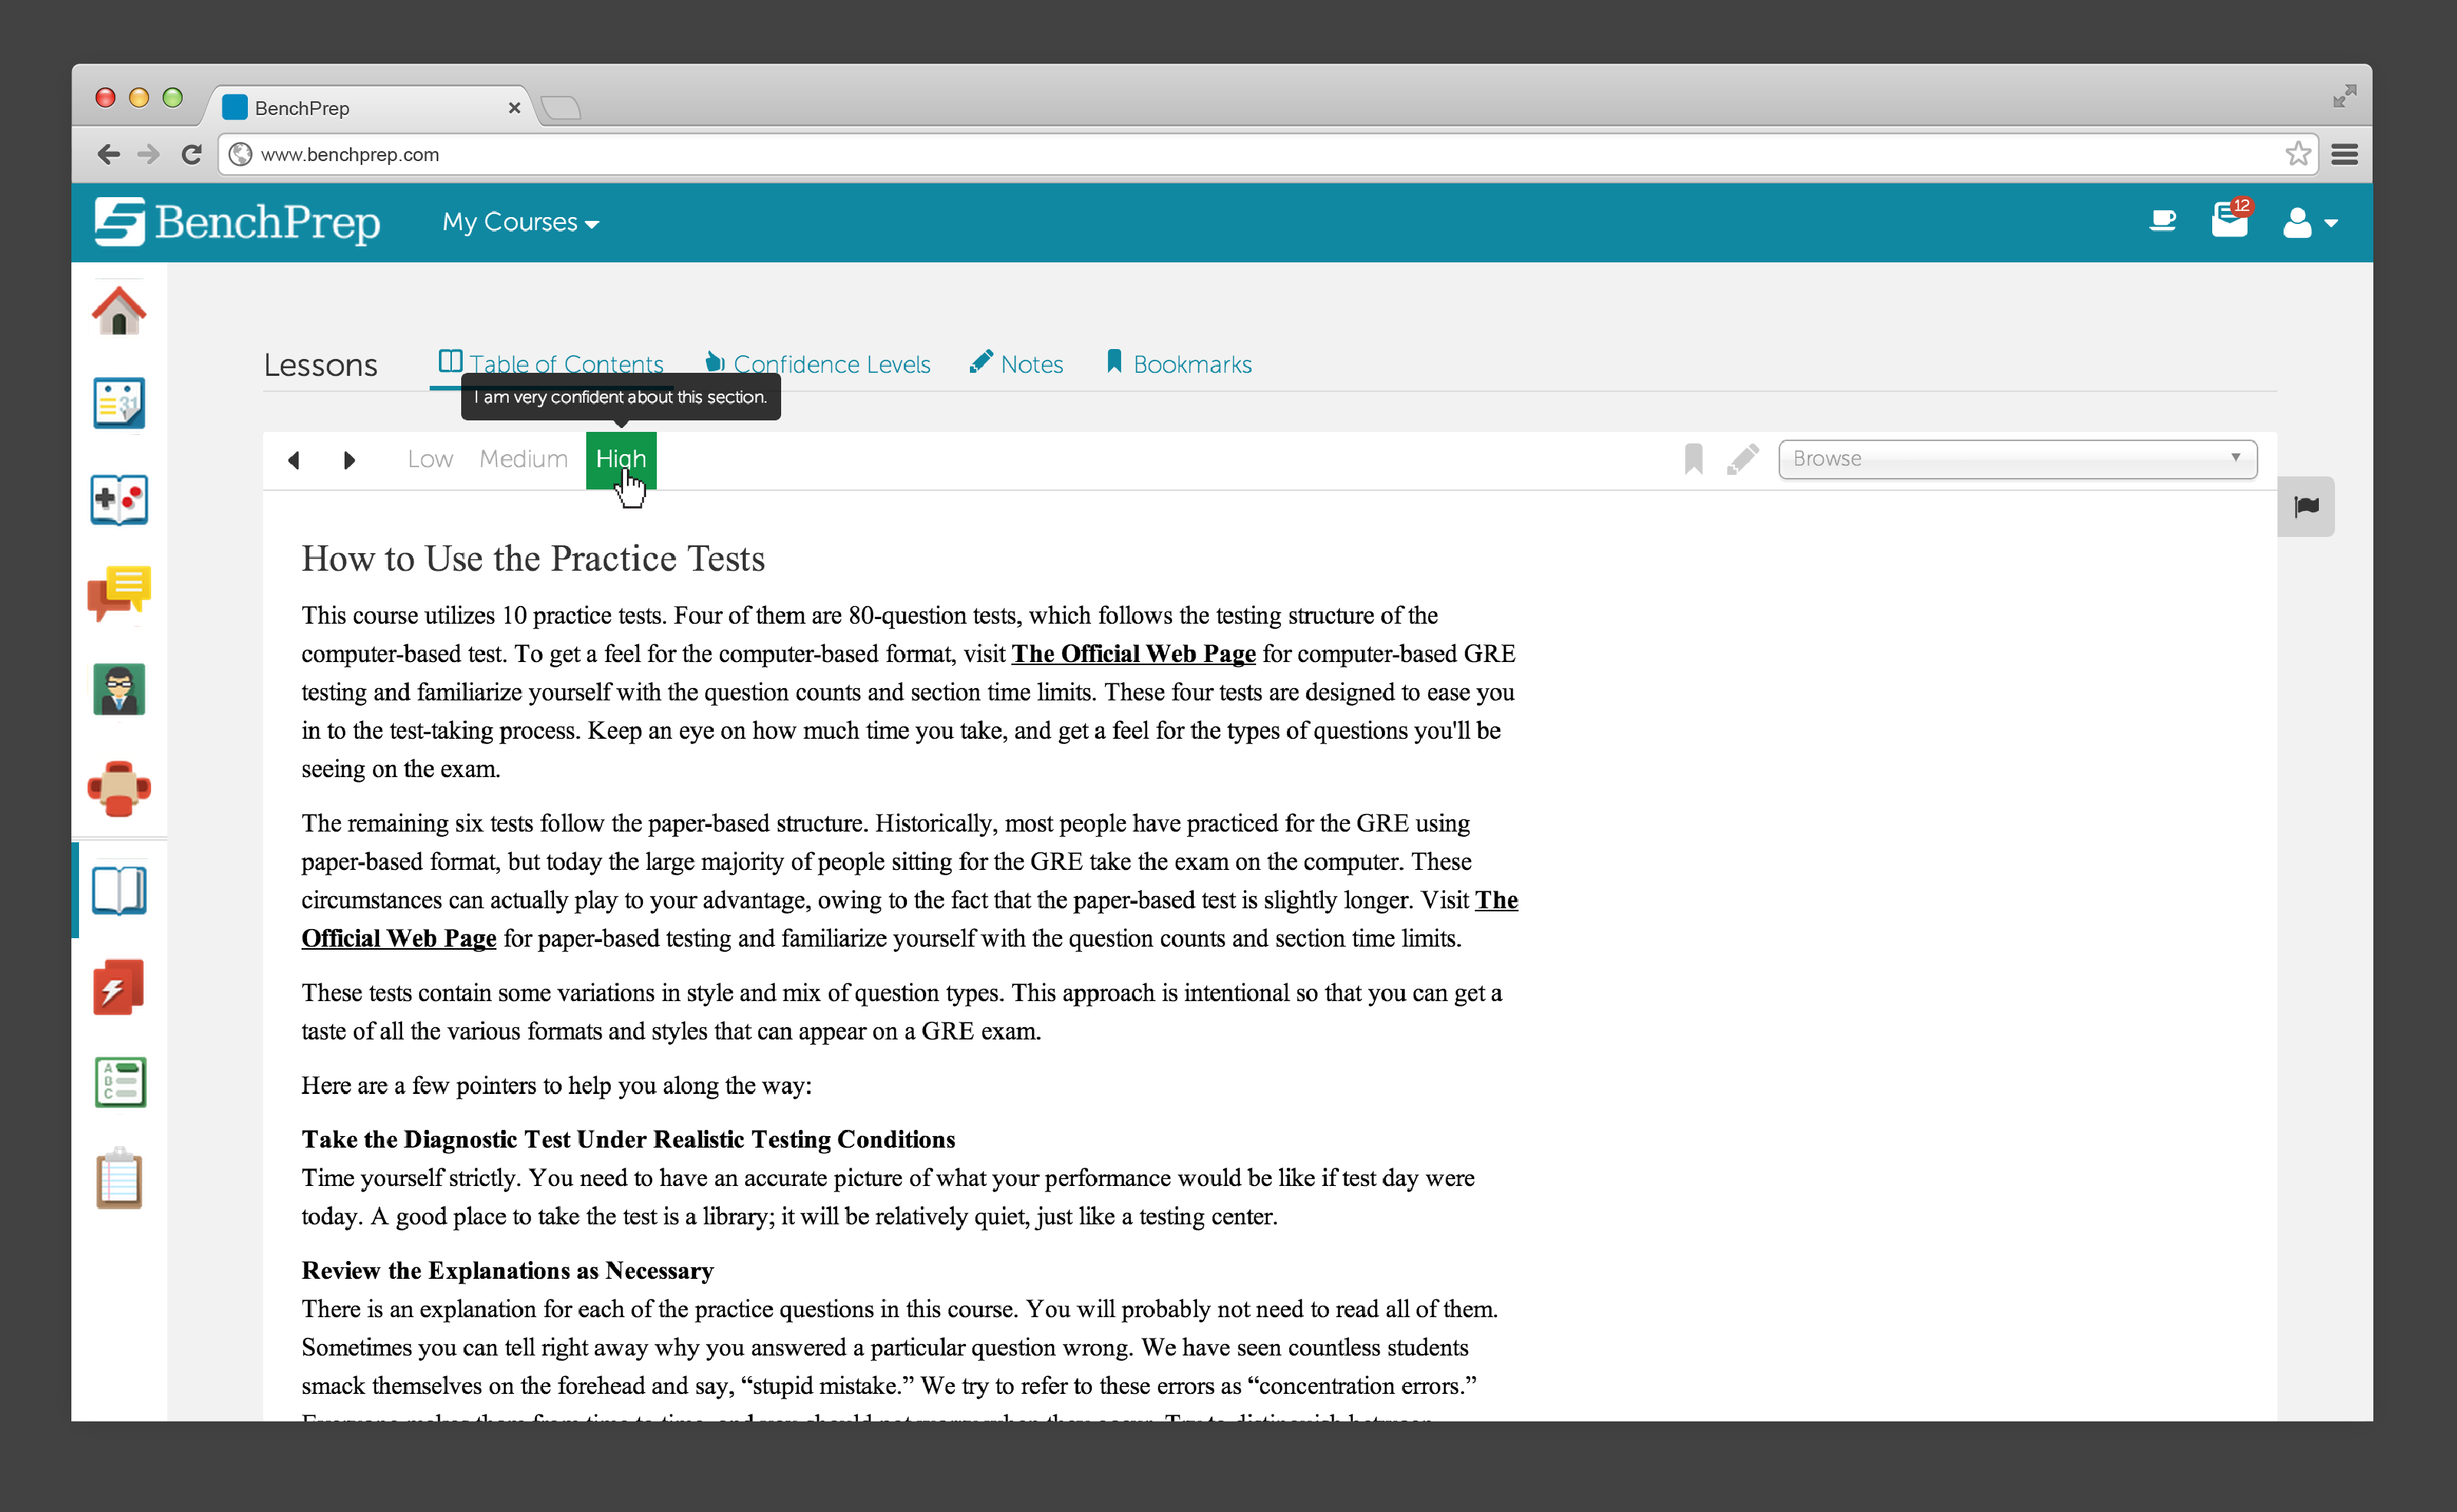 BenchPrep
www.benchprep.com
BenchPrep
My Courses
12
31
Lessons
Table of Contents
Confidence Levels
Notes
Bookmarks
I am very confident about this section.
Low
Medium
High
Browse
How to Use the Practice Tests
This course utilizes 10 practice tests. Four of them are 80-question tests, which follows the testing structure of the
computer-based test. To get a feel for the computer-based format, visit The Official Web Page for computer-based GRE
testing and familiarize yourself with the question counts and section time limits. These four tests are designed to ease you
in to the test-taking process. Keep an eye on how much time you take, and get a feel for the types of questions you'll be
seeing on the exam.
The remaining six tests follow the paper-based structure. Historically, most people have practiced for the GRE using
paper-based format, but today the large majority of people sitting for the GRE take the exam on the computer. These
circumstances can actually play to your advantage, owing to the fact that the paper-based test is slightly longer. Visit The
Official Web Page for paper-based testing and familiarize yourself with the question counts and section time limits.
These tests contain some variations in style and mix of question types. This approach is intentional so that you can get a
taste of all the various formats and styles that can appear on a GRE exam.
Here are a few pointers to help you along the way:
Take the Diagnostic Test Under Realistic Testing Conditions
Time yourself strictly. You need to have an accurate picture of what your performance would be like if test day were
today. A good place to take the test is a library; it will be relatively quiet, just like a testing center.
Review the Explanations as Necessary
There is an explanation for each of the practice questions in this course. You will probably not need to read all of them.
Sometimes you can tell right away why you answered a particular question wrong. We have seen countless students
smack themselves on the forehead and say, “stupid mistake.” We try to refer to these errors as “concentration errors.”
A
B
C